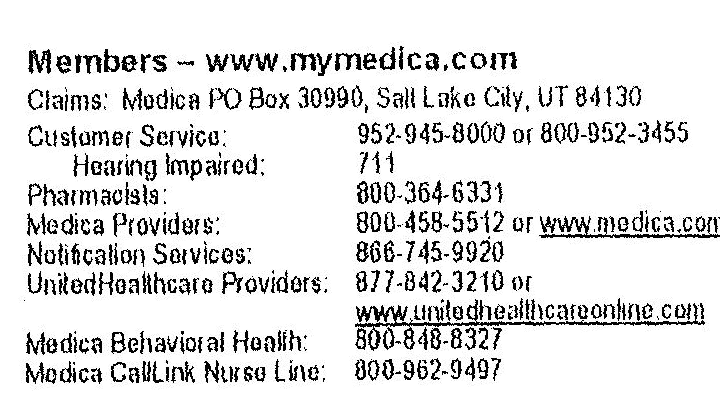 Members – www.mymedica.com
Claims: Medica PO Box 30990, Salt Lake City, UT 84130
Customer Service: 952-945-8000 or 800-952-3455
Hearing Impaired: 711
Pharmacists: 800-364-6331
Medica Providers: 800-458-5512 or www.medica.com
Notification Services: 866-745-9920
UnitedHealthcare Providers: 877-842-3210 or
www.unitedhealthcareonline.com
Medica Behavioral Health: 800-848-8327
Medica CallLink Nurse Line: 800-962-9497